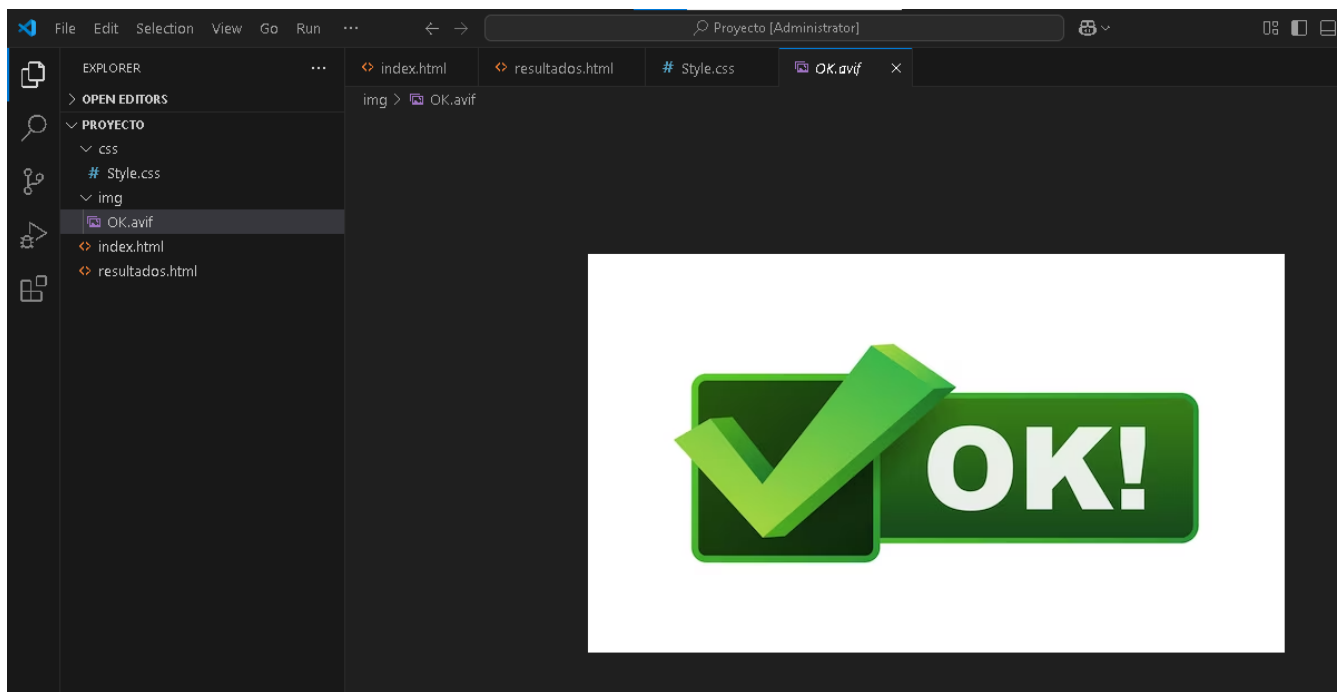 File Edit Selection View Go Run ···
Proyecto [Administrator]
EXPLORER ···
OPEN EDITORS
PROYECTO
css
# Style.css
img
OK.avif
index.html
resultados.html
index.html resultados.html # Style.css OK.avif
img > OK.avif
OK!